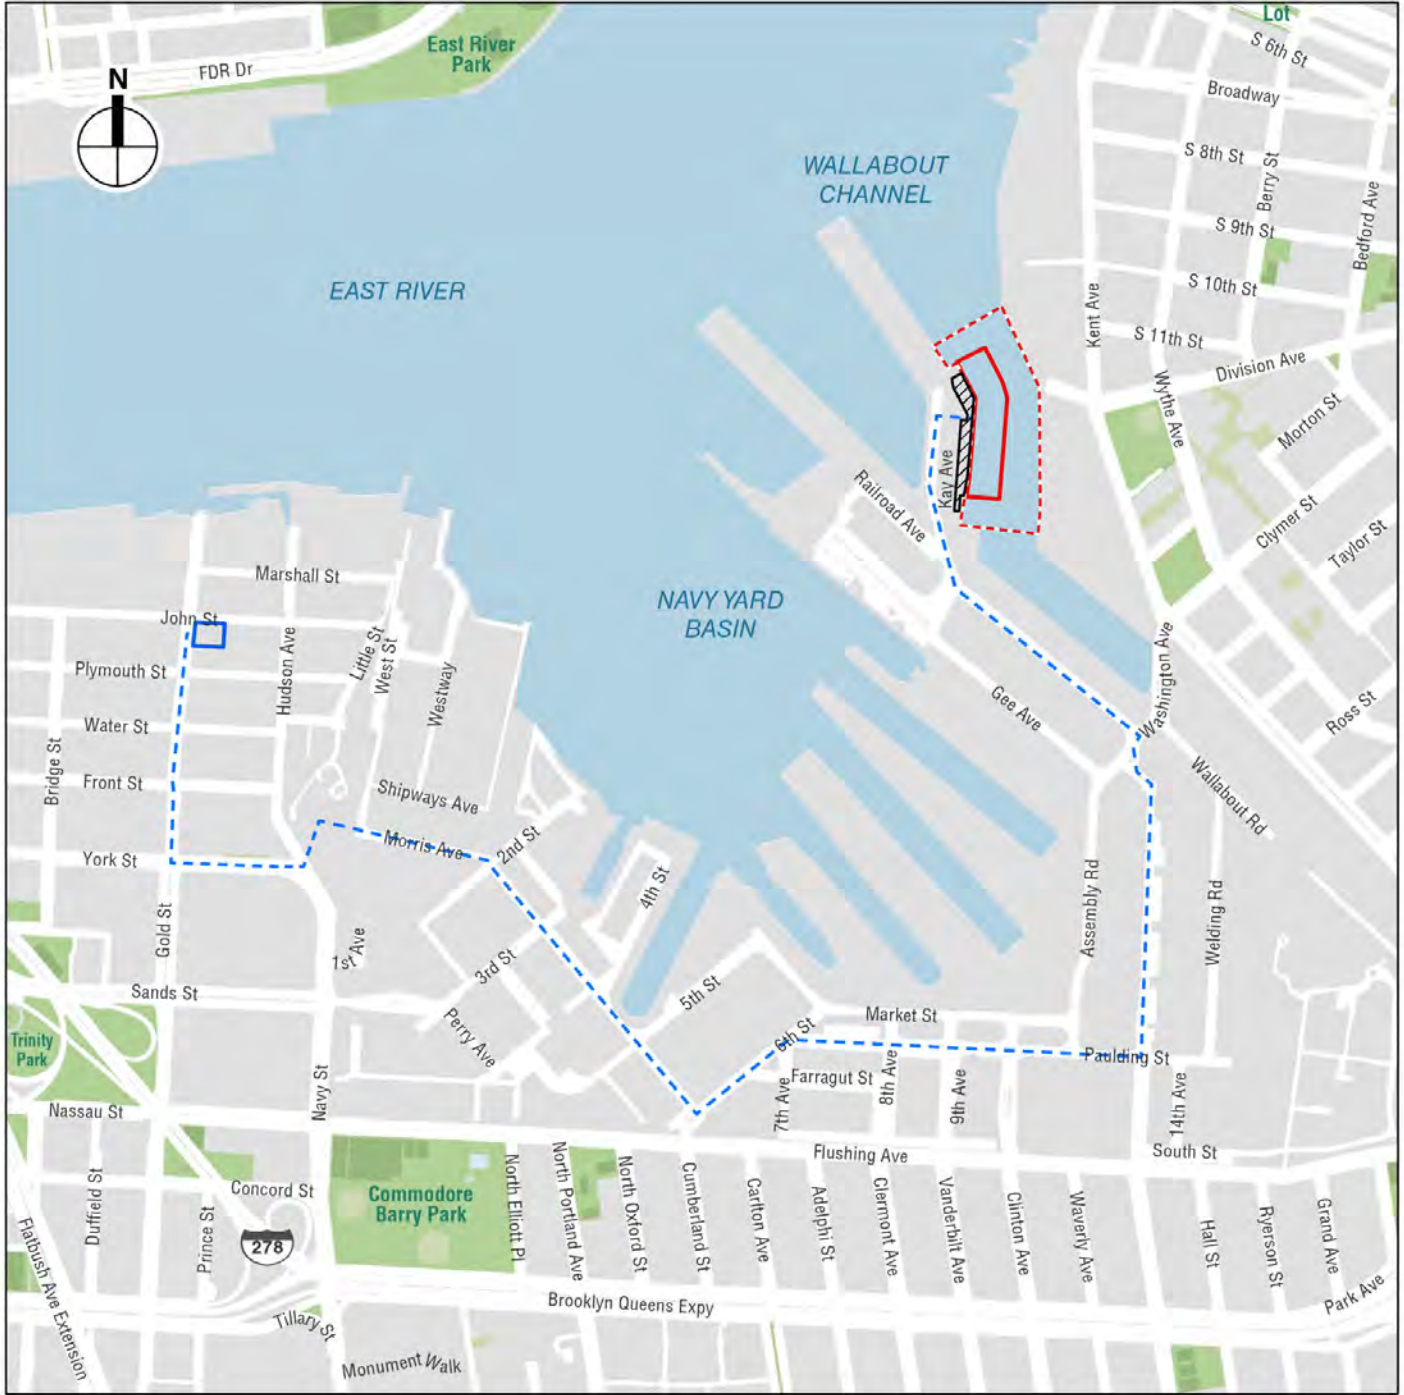 Lot
S 6th St
East River
Park
FDR Dr
N
Broadway
WALLABOUT
CHANNEL
S 8th St
Berry St
Bedford Ave
S 9th St
EAST RIVER
S 10th St
Kent Ave
S 11th St
Division Ave
Wythe Ave
Morton St
Kay Ave
Railroad Ave
Clymer St
Taylor St
Marshall St
John St
NAVY YARD
BASIN
Hudson Ave
Little St
West St
Westway
Plymouth St
Washington Ave
Gee Ave
Ross St
Water St
Bridge St
Front St
Shipways Ave
Wallabout Rd
Morris Ave
2nd St
York St
4th St
Assembly Rd
Welding Rd
Gold St
1st Ave
3rd St
Sands St
5th St
Market St
Perry Ave
6th St
Trinity
Park
Paulding St
Farragut St
7th Ave
8th Ave
9th Ave
14th Ave
Navy St
Nassau St
Flushing Ave
South St
Duffield St
Concord St
Commodore
Barry Park
North Elliott Pl
North Portland Ave
North Oxford St
Cumberland St
Carlton Ave
Adelphi St
Clermont Ave
Vanderbilt Ave
Clinton Ave
Waverly Ave
Hall St
Ryerson St
Grand Ave
Prince St
278
Flatbush Ave Extension
Park Ave
Brooklyn Queens Expy
Tillary St
Monument Walk